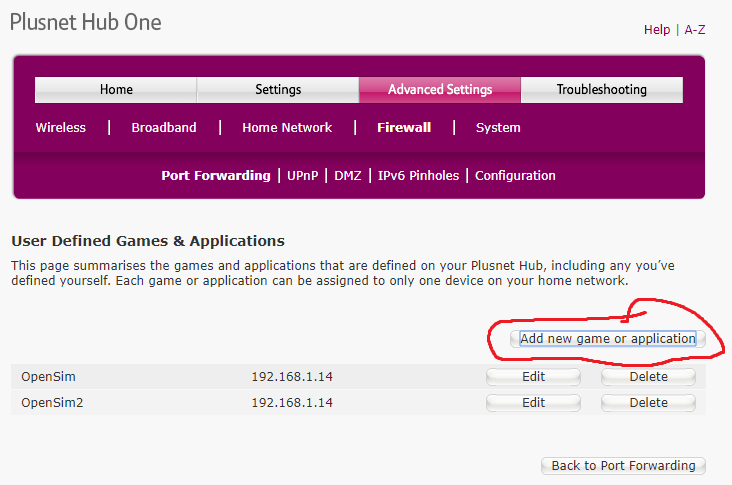 Plusnet Hub One
Help | A-Z
Home Settings Advanced Settings Troubleshooting
Wireless | Broadband | Home Network | Firewall | System
Port Forwarding | UPnP | DMZ | IPv6 Pinholes | Configuration
User Defined Games & Applications
This page summarises the games and applications that are defined on your Plusnet Hub, including any you've
defined yourself. Each game or application can be assigned to only one device on your home network.
Add new game or application
OpenSim 192.168.1.14 Edit Delete
OpenSim2 192.168.1.14 Edit Delete
Back to Port Forwarding